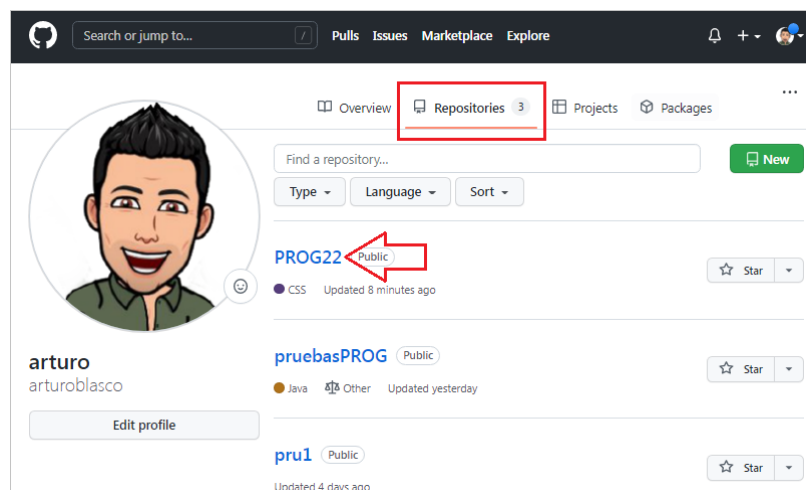 Search or jump to... / Pulls Issues Marketplace Explore
Overview Repositories 3 Projects Packages
Find a repository... New
Type Language Sort
PROG22 Public Star
CSS Updated 8 minutes ago
arturo
arturoblasco
Edit profile
pruebasPROG Public Star
Java Other Updated yesterday
pru1 Public Star
Updated 4 days ago